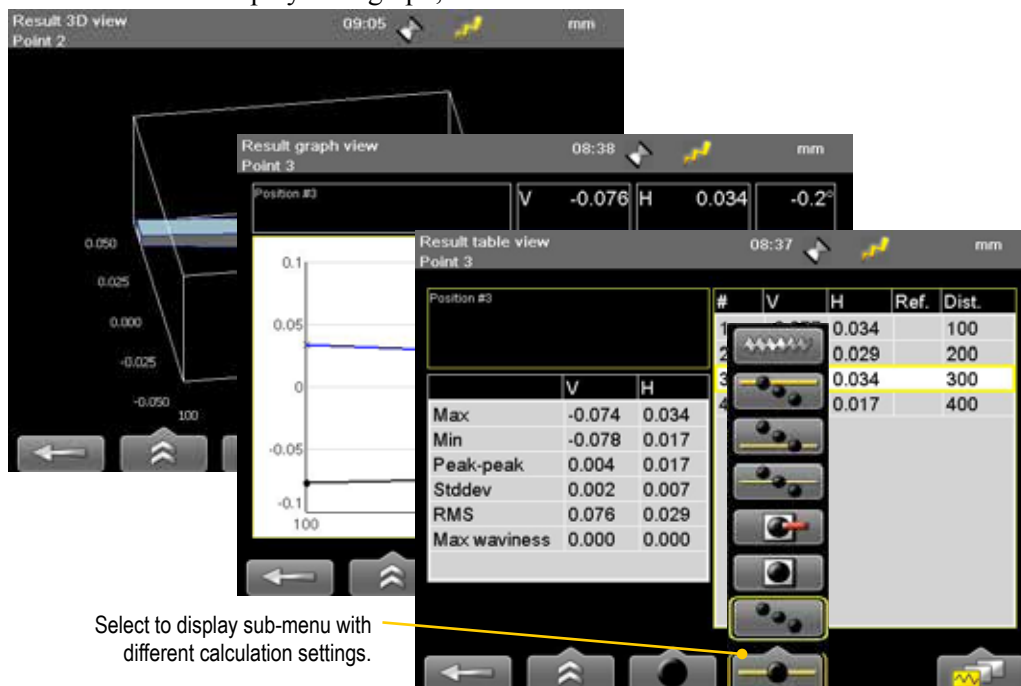 Result 3D view 09:05 mm
Point 2
0.050
0.025
0.000
-0.025
-0.050
100
Result graph view 08:38 mm
Point 3
Position #3 V -0.076 H 0.034 -0.2°
0.1
0.05
0
-0.05
-0.1
100
Result table view 08:37 mm
Point 3
Position #3
# V H Ref. Dist.
1 0.034 100
2 0.029 200
3 0.034 300
4 0.017 400
V H
Max -0.074 0.034
Min -0.078 0.017
Peak-peak 0.004 0.017
Stddev 0.002 0.007
RMS 0.076 0.029
Max waviness 0.000 0.000
Select to display sub-menu with
different calculation settings.